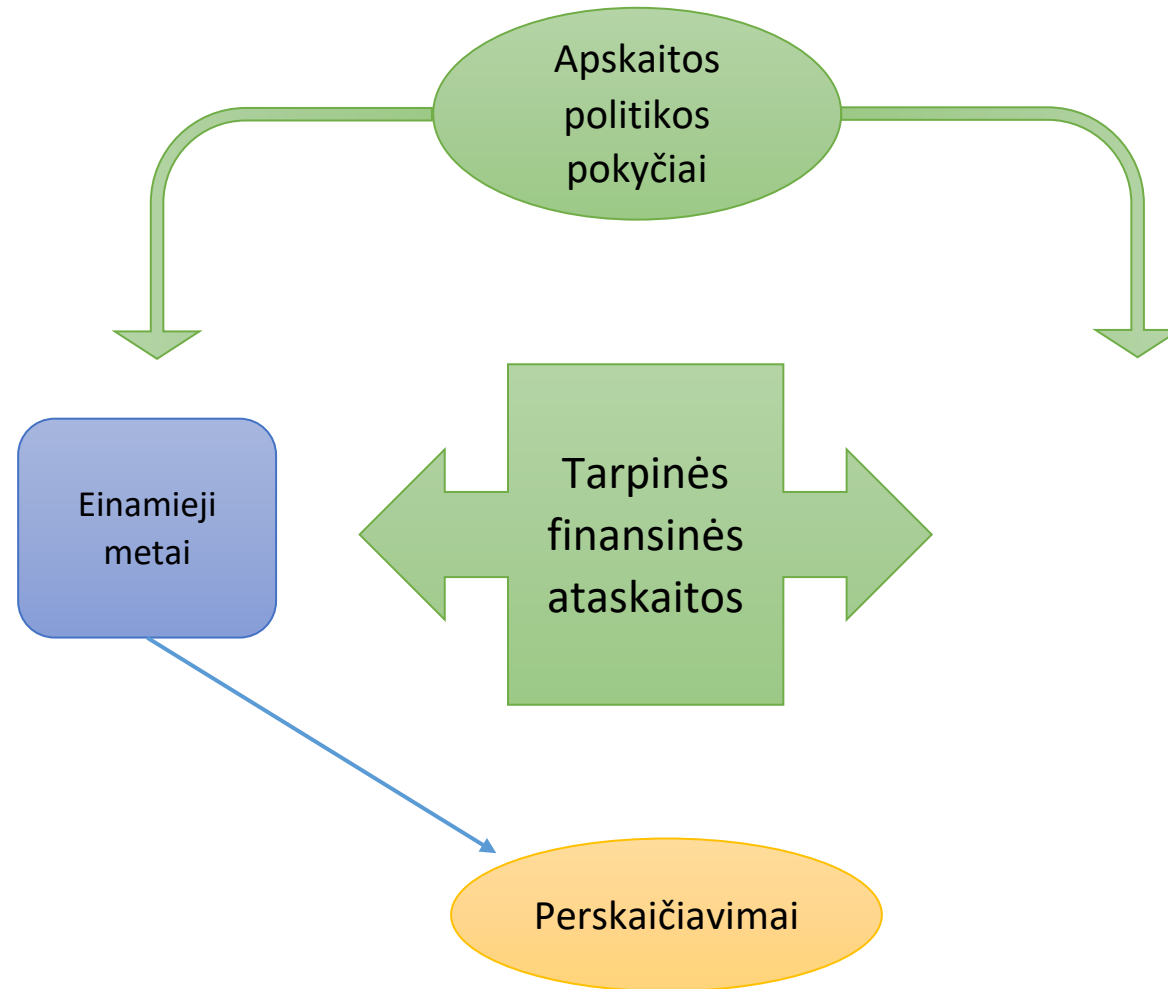 Apskaitos
politikos
pokyčiai
Einamieji
metai
Tarpinės
finansinės
ataskaitos
Perskaičiavimai